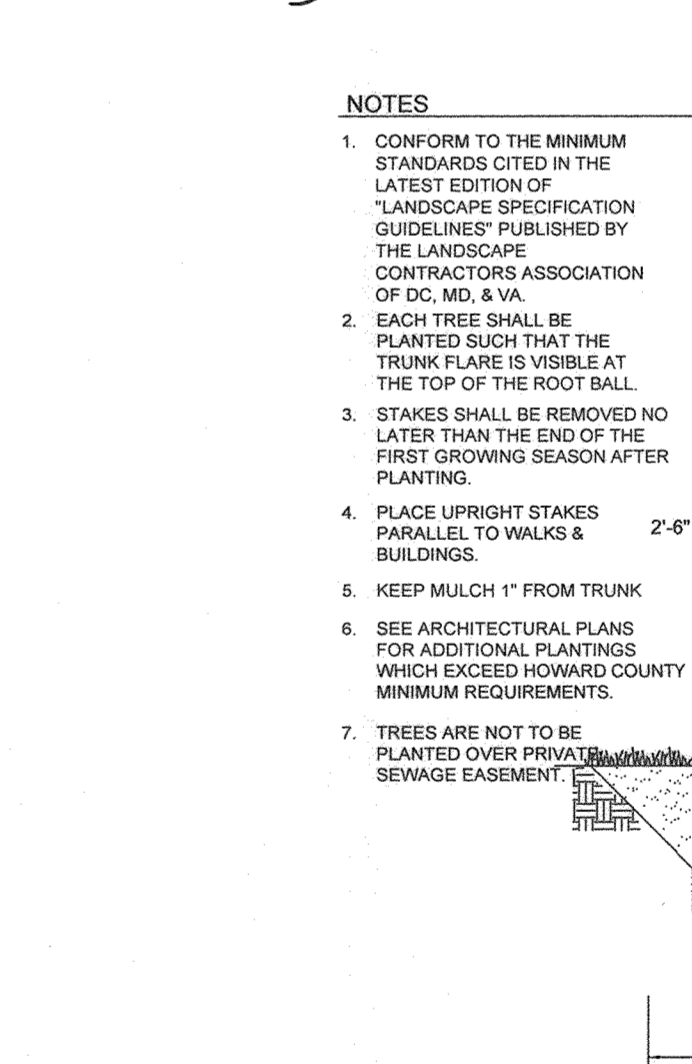 NOTES
1. CONFORM TO THE MINIMUM
STANDARDS CITED IN THE
LATEST EDITION OF
"LANDSCAPE SPECIFICATION
GUIDELINES" PUBLISHED BY
THE LANDSCAPE
CONTRACTORS ASSOCIATION
OF DC, MD, & VA.
2. EACH TREE SHALL BE
PLANTED SUCH THAT THE
TRUNK FLARE IS VISIBLE AT
THE TOP OF THE ROOT BALL.
3. STAKES SHALL BE REMOVED NO
LATER THAN THE END OF THE
FIRST GROWING SEASON AFTER
PLANTING.
4. PLACE UPRIGHT STAKES
PARALLEL TO WALKS &
BUILDINGS.
2'-6"
5. KEEP MULCH 1" FROM TRUNK
6. SEE ARCHITECTURAL PLANS
FOR ADDITIONAL PLANTINGS
WHICH EXCEED HOWARD COUNTY
MINIMUM REQUIREMENTS.
7. TREES ARE NOT TO BE
PLANTED OVER PRIVATE
SEWAGE EASEMENT.